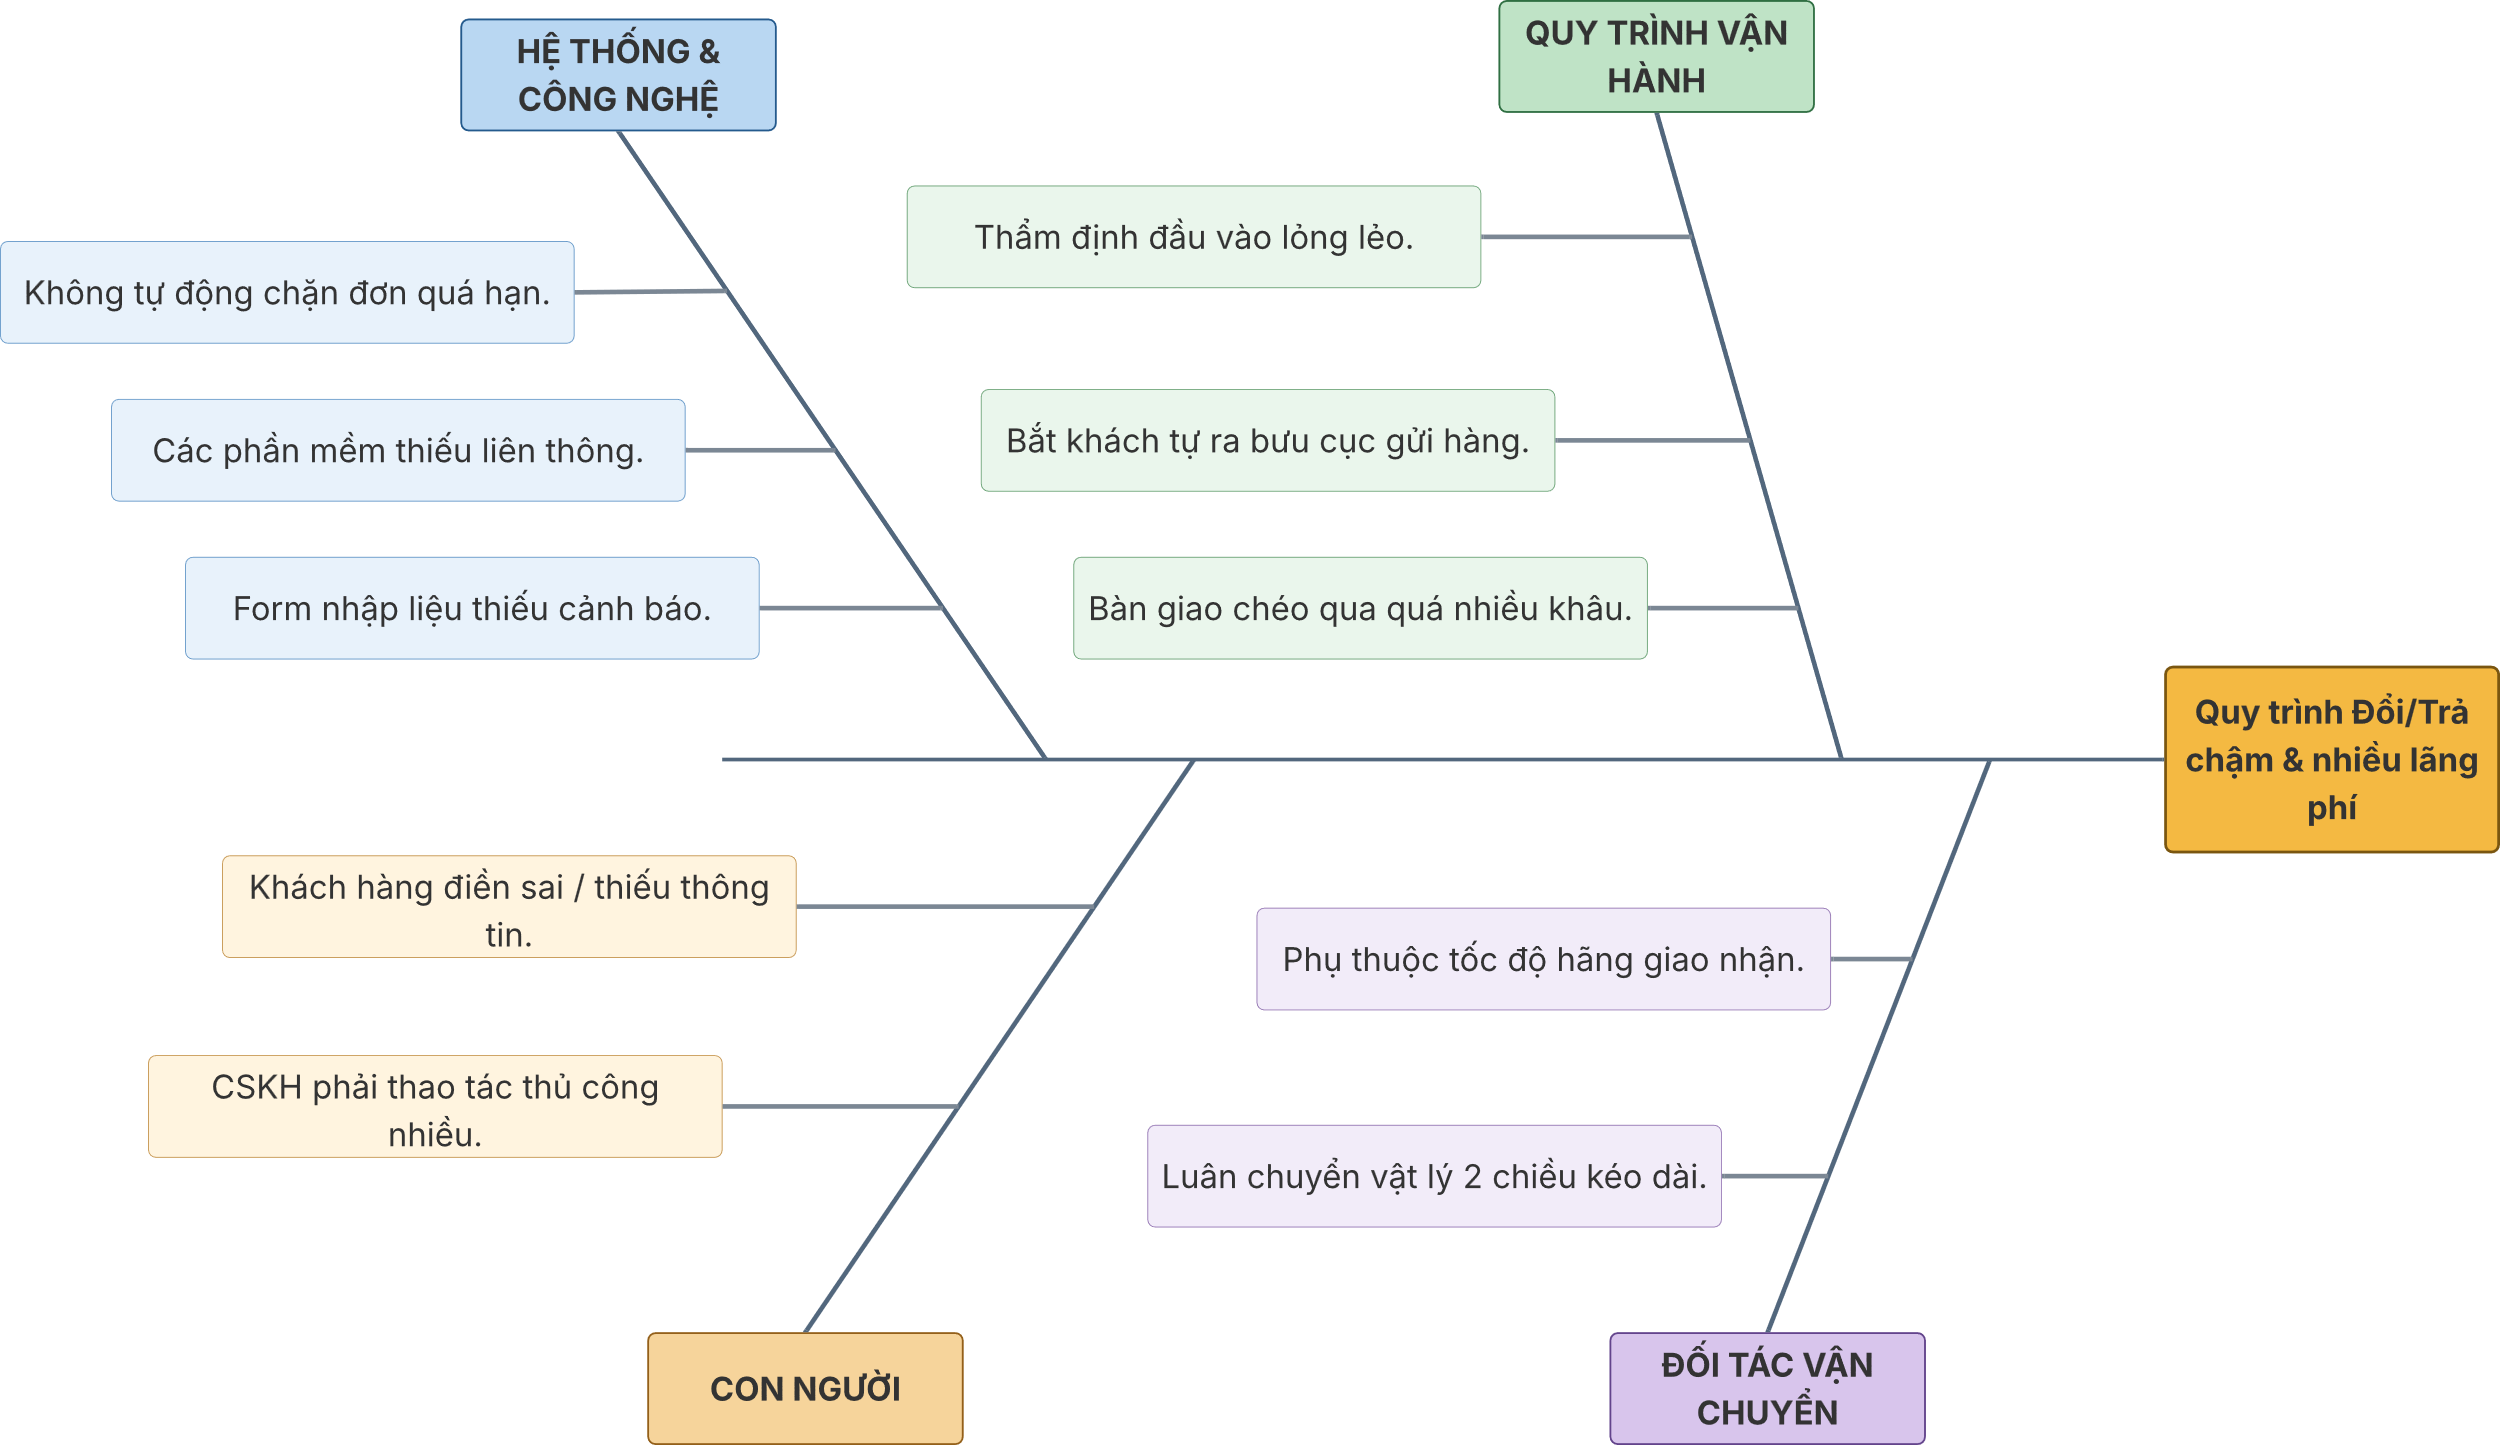 HỆ THỐNG &
CÔNG NGHỆ
QUY TRÌNH VẬN
HÀNH
Thẩm định đầu vào lỏng lẻo.
Không tự động chặn đơn quá hạn.
Bắt khách tự ra bưu cục gửi hàng.
Các phần mềm thiếu liên thông.
Bàn giao chéo qua quá nhiều khâu.
Form nhập liệu thiếu cảnh báo.
Quy trình Đổi/Trả
chậm & nhiều lãng
phí
Khách hàng điền sai / thiếu thông
tin.
Phụ thuộc tốc độ hãng giao nhận.
CSKH phải thao tác thủ công
nhiều.
Luân chuyển vật lý 2 chiều kéo dài.
CON NGƯỜI
ĐỐI TÁC VẬN
CHUYỂN